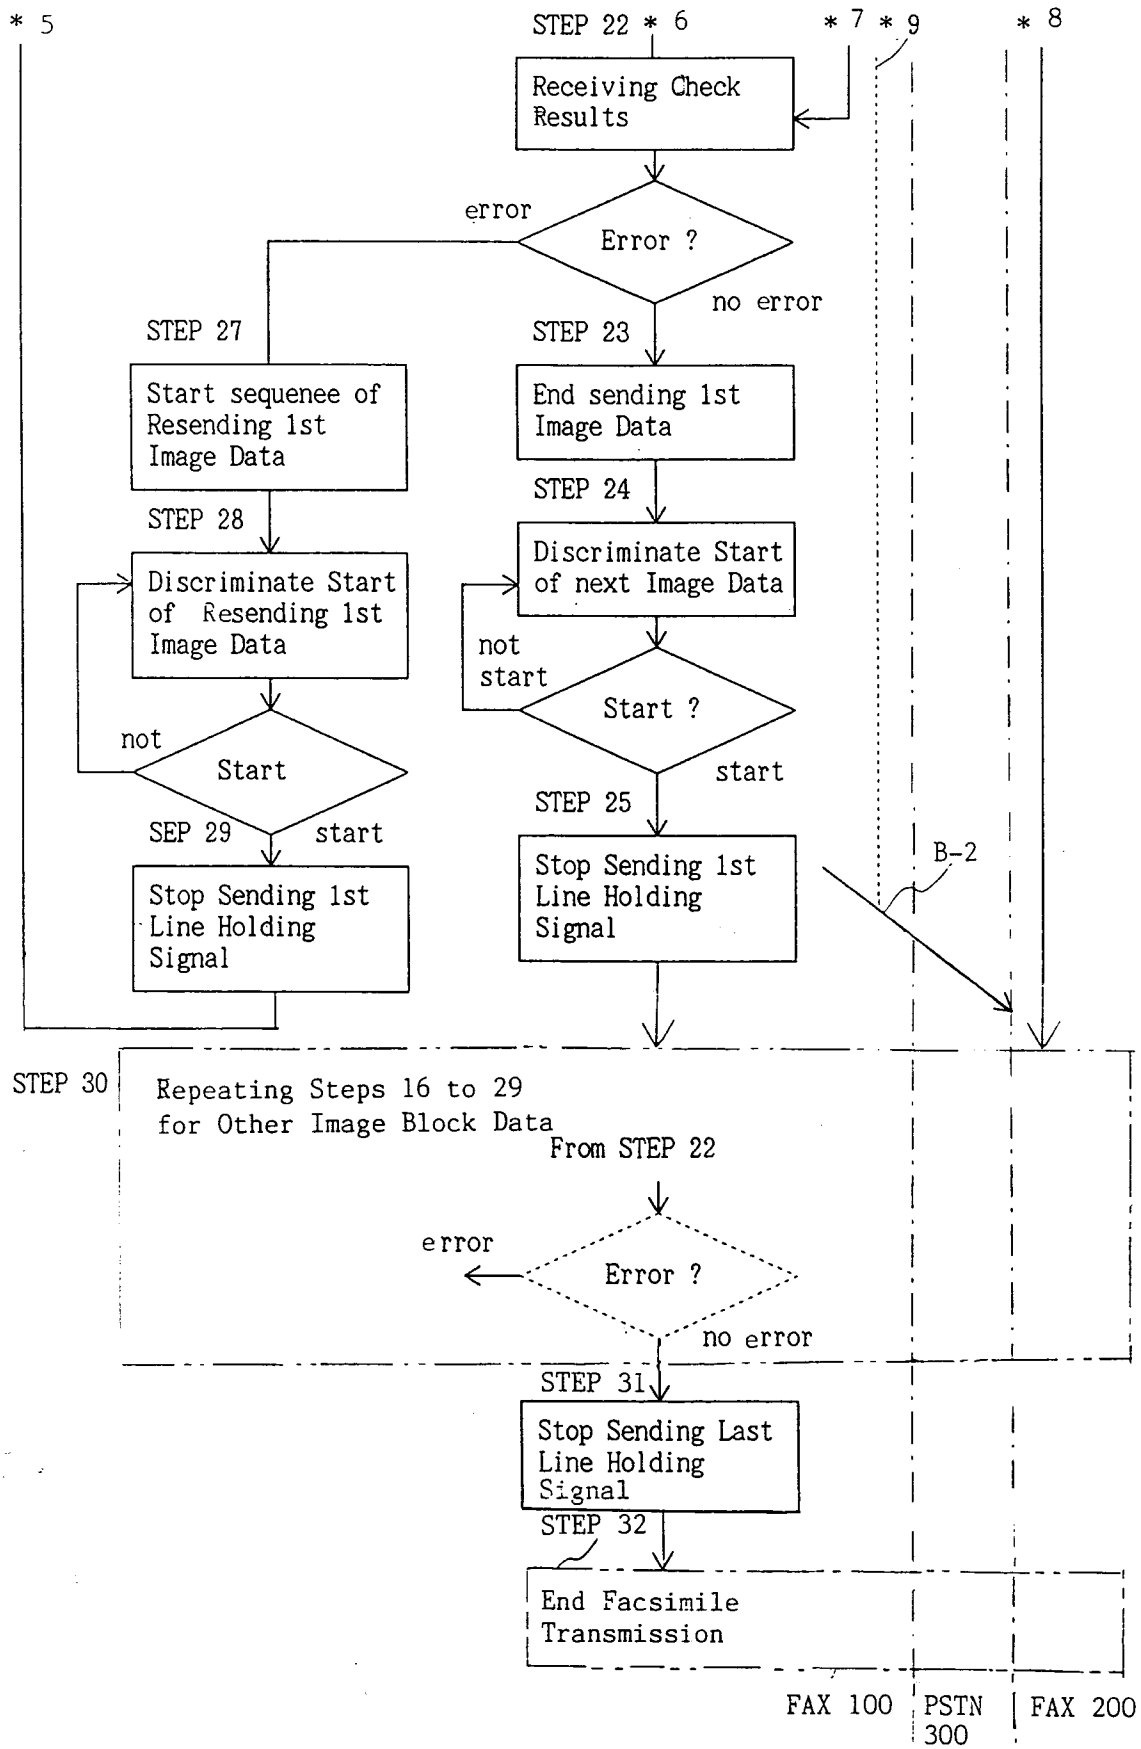 * 5
STEP 22 * 6
* 7
* 9
* 8
Receiving Check
Results
error
Error ?
no error
STEP 27
STEP 23
Start sequenee of
Resending 1st
Image Data
End sending 1st
Image Data
STEP 28
STEP 24
Discriminate Start
of Resending 1st
Image Data
Discriminate Start
of next Image Data
not
start
Start ?
start
not
Start
start
STEP 25
SEP 29
B-2
Stop Sending 1st
Line Holding
Signal
Stop Sending 1st
Line Holding
Signal
STEP 30
Repeating Steps 16 to 29
for Other Image Block Data
From STEP 22
error
Error ?
no error
STEP 31
Stop Sending Last
Line Holding
Signal
STEP 32
End Facsimile
Transmission
FAX 100
PSTN
300
FAX 200